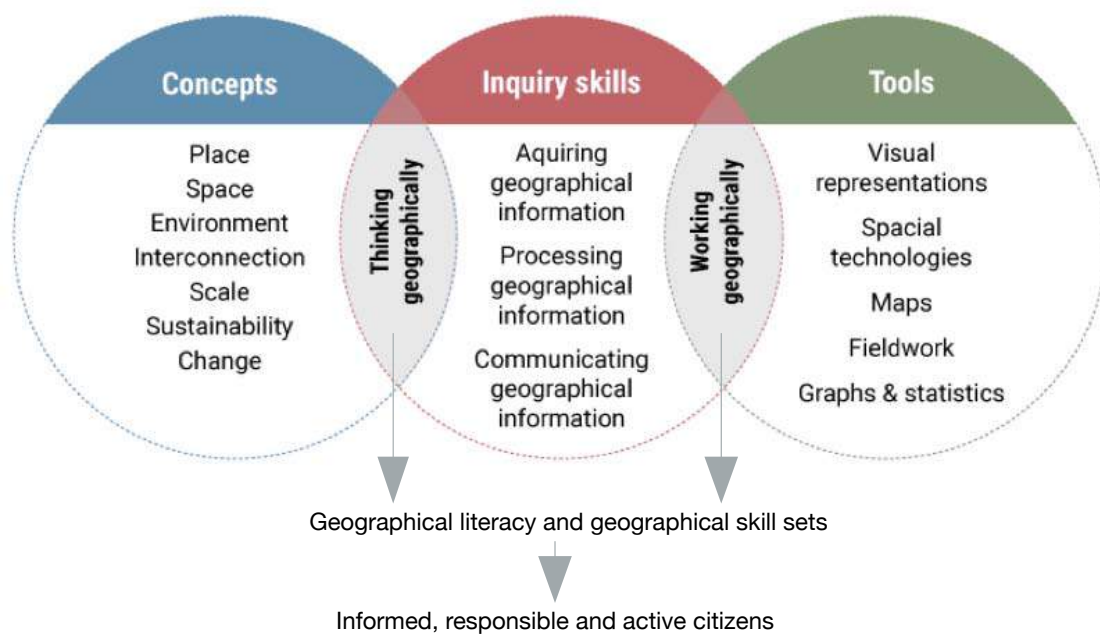 Concepts
Place
Space
Environment
Interconnection
Scale
Sustainability
Change
Thinking
geographically
Inquiry skills
Aquiring
geographical
information
Processing
geographical
information
Communicating
geographical
information
Working
geographically
Tools
Visual
representations
Spacial
technologies
Maps
Fieldwork
Graphs & statistics
Geographical literacy and geographical skill sets
Informed, responsible and active citizens